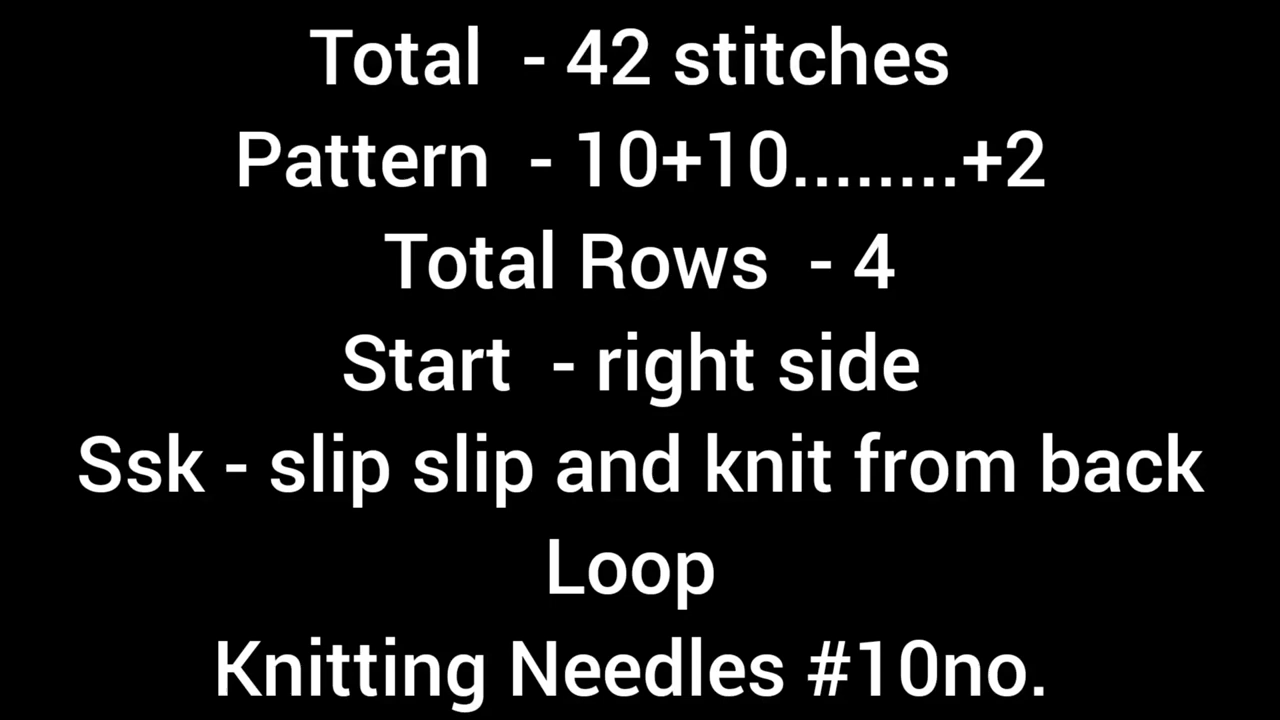 Total - 42 stitches
Pattern - 10+10........+2
Total Rows - 4
Start - right side
Ssk - slip slip and knit from back
Loop
Knitting Needles #10no.